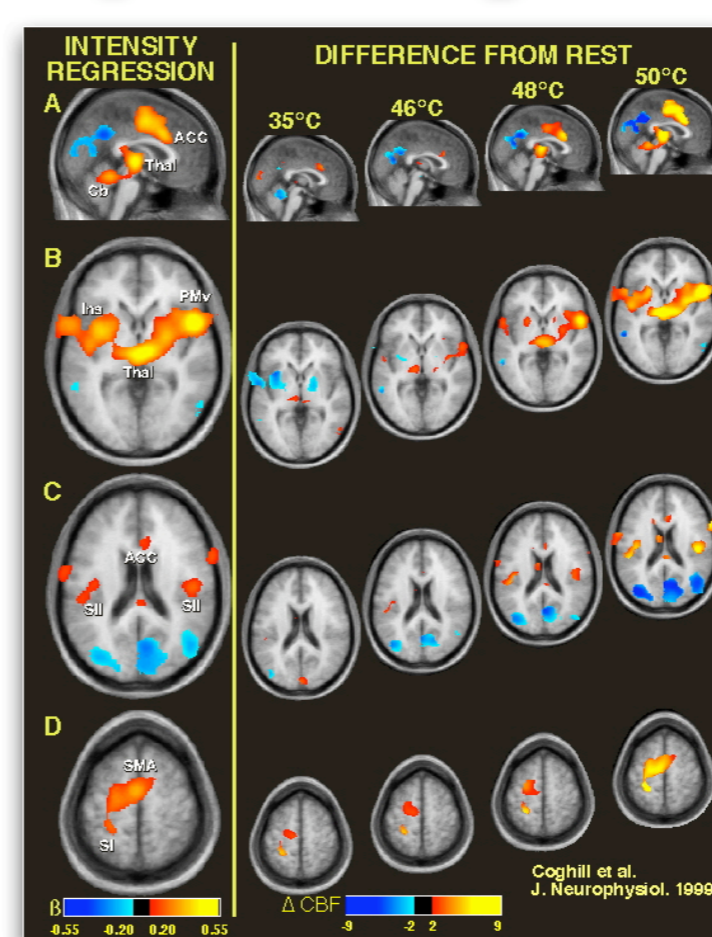 INTENSITY
REGRESSION
DIFFERENCE FROM REST
35°C
46°C
48°C
50°C
A
ACC
Thal
Cb
B
Ins
PMv
Thal
C
ACC
SII
SII
D
SMA
SI
Coghill et al.
J. Neurophysiol. 1999
ß
-0.55 -0.20 0.20 0.55
Δ CBF
-9 -2 2 9